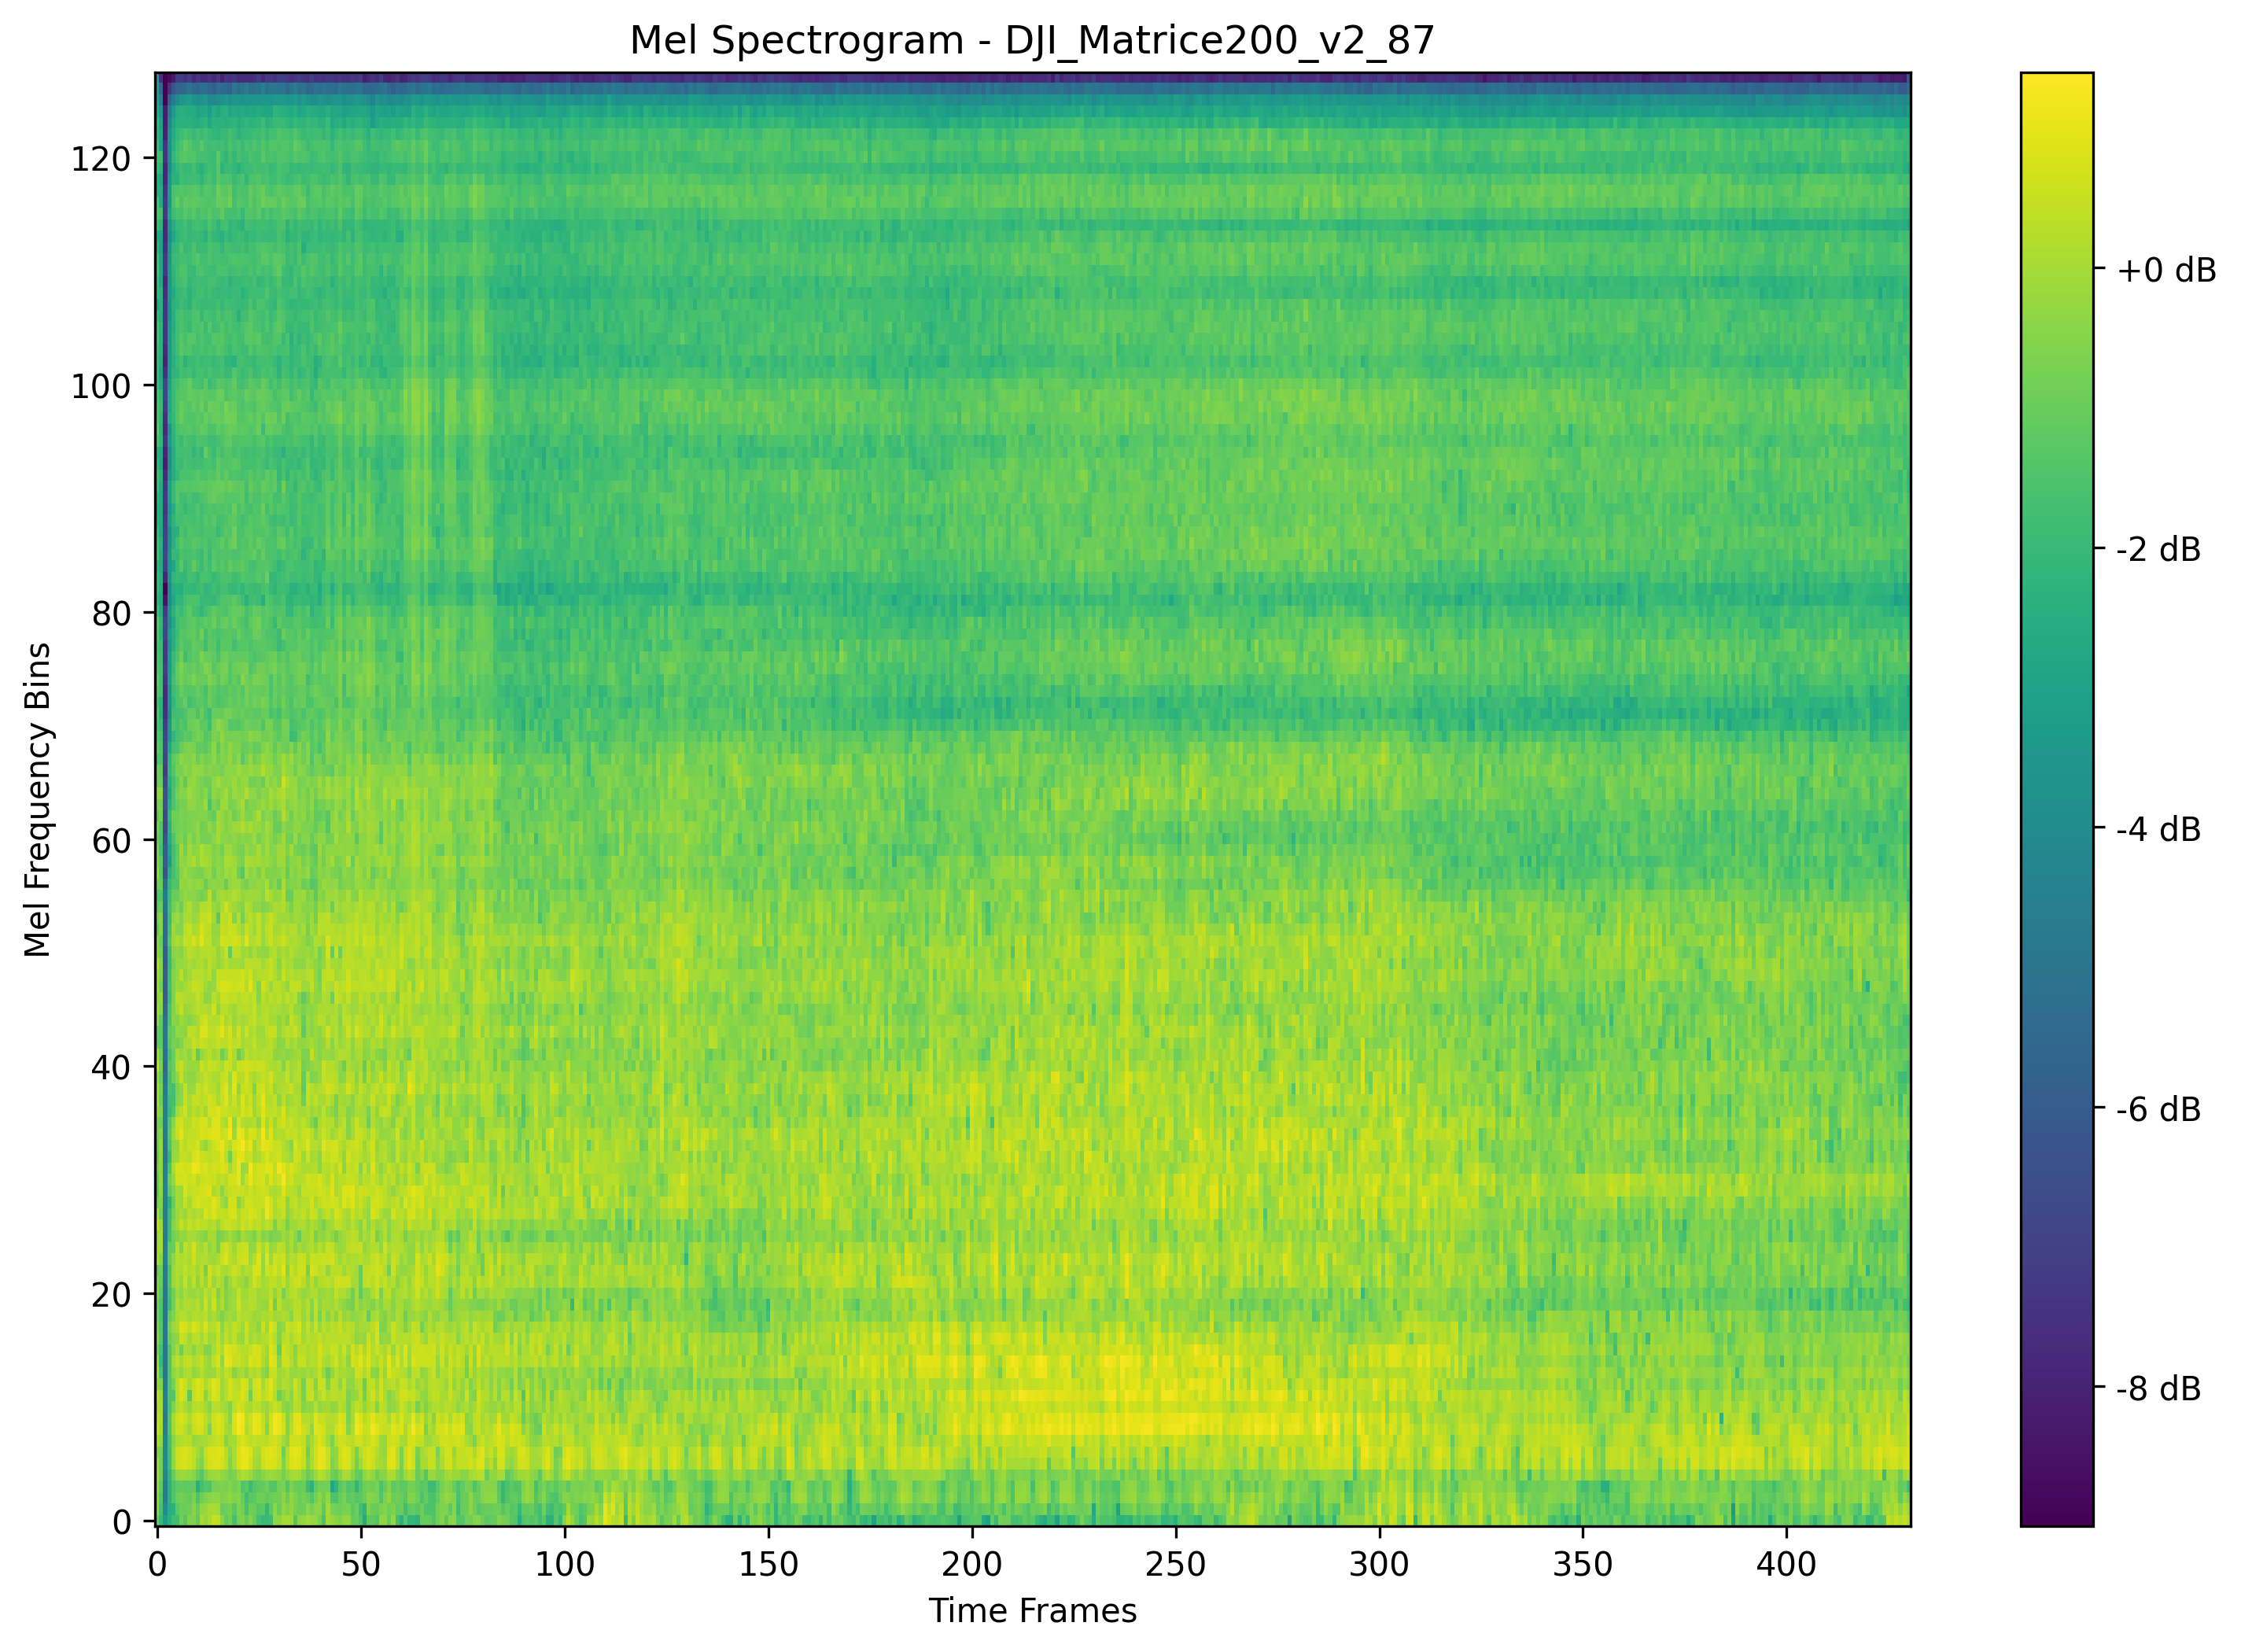 Mel Spectrogram - DJI_Matrice200_v2_87
120
100
80
60
40
20
0
Mel Frequency Bins
0 50 100 150 200 250 300 350 400
Time Frames
+0 dB
-2 dB
-4 dB
-6 dB
-8 dB